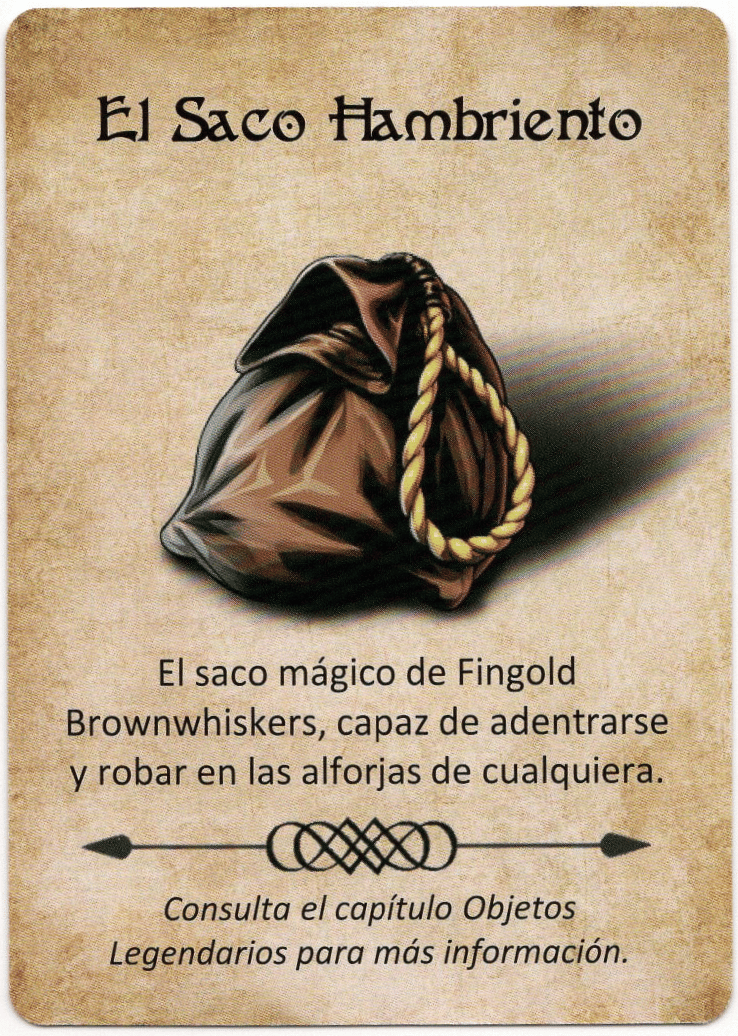 El Saco Hambriento
El saco mágico de Fingold
Brownwhiskers, capaz de adentrarse
y robar en las alforjas de cualquiera.
Consulta el capítulo Objetos
Legendarios para más información.